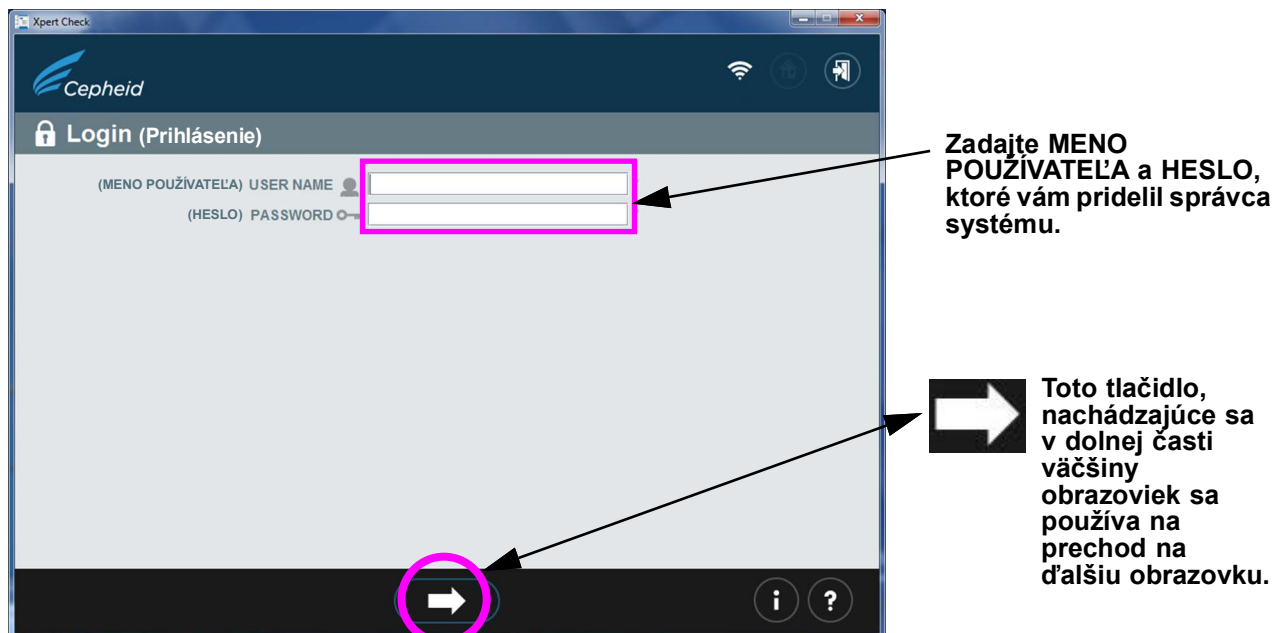 Xpert Check
Cepheid
Login (Prihlásenie)
(MENO POUŽÍVATEĽA) USER NAME
(HESLO) PASSWORD
Zadajte MENO
POUŽÍVATEĽA a HESLO,
ktoré vám pridelil správca
systému.
Toto tlačidlo,
nachádzajúce sa
v dolnej časti
väčšiny
obrazoviek sa
používa na
prechod na
ďalšiu obrazovku.
i ?